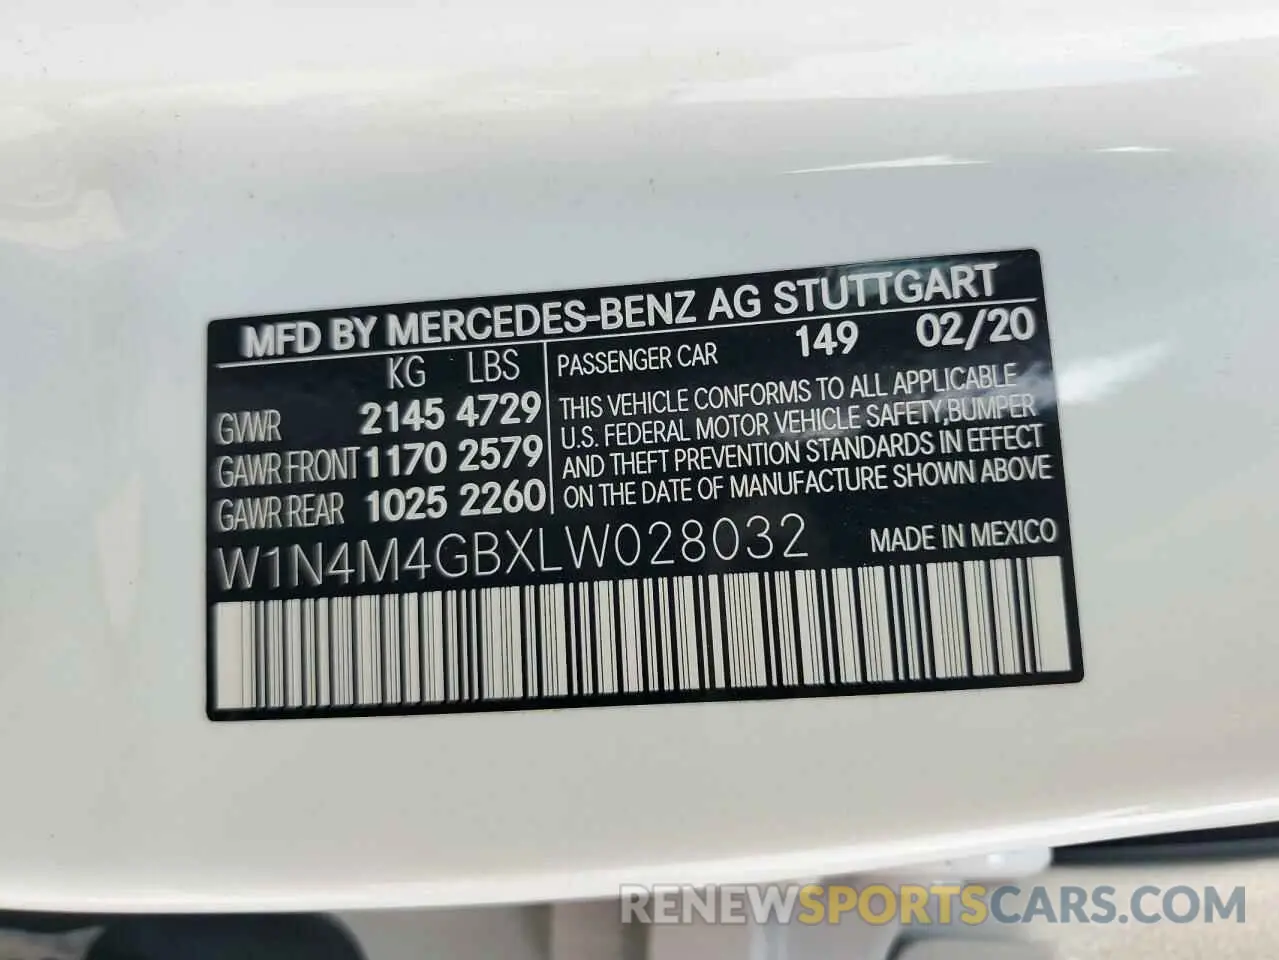 MFD BY MERCEDES-BENZ AG STUTTGART
KG LBS
GVWR 2145 4729
GAWR FRONT 1170 2579
GAWR REAR 1025 2260
PASSENGER CAR 149 02/20
THIS VEHICLE CONFORMS TO ALL APPLICABLE
U.S. FEDERAL MOTOR VEHICLE SAFETY,BUMPER
AND THEFT PREVENTION STANDARDS IN EFFECT
ON THE DATE OF MANUFACTURE SHOWN ABOVE
W1N4M4GBXLW028032 MADE IN MEXICO
RENEWSPORTSCARS.COM